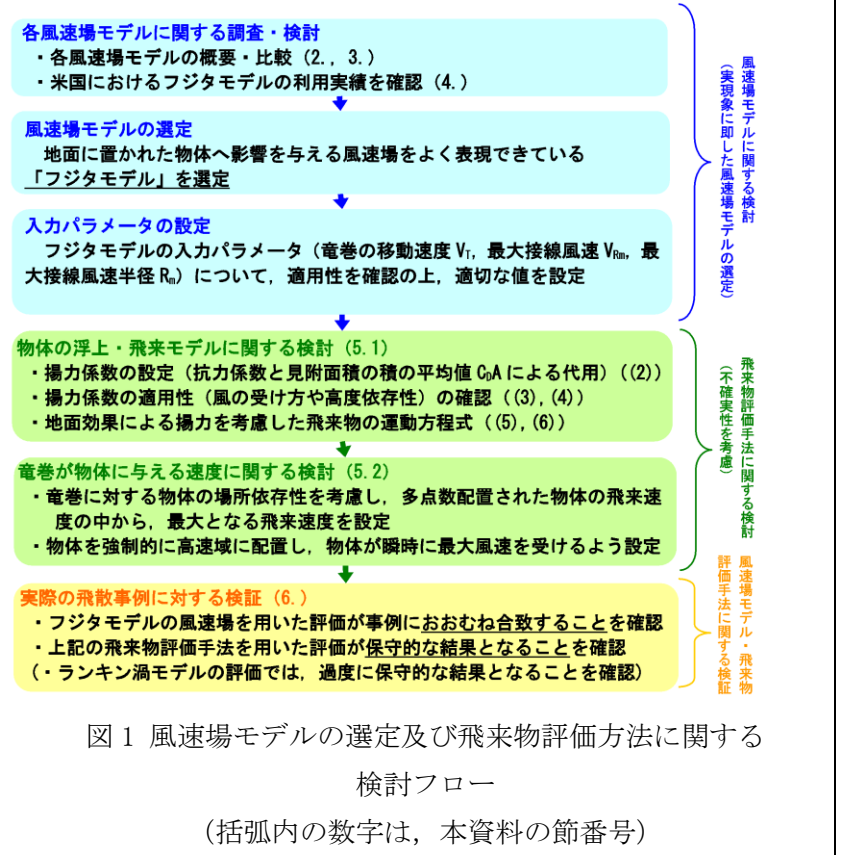 各風速場モデルに関する調査・検討
・各風速場モデルの概要・比較（2.，3.）
・米国におけるフジタモデルの利用実績を確認（4.）
風速場モデルの選定
地面に置かれた物体へ影響を与える風速場をよく表現できている
「フジタモデル」を選定
入力パラメータの設定
フジタモデルの入力パラメータ（竜巻の移動速度 VT，最大接線風速 VRm，最
大接線風速半径 Rm）について，適用性を確認の上，適切な値を設定
風速場モデルに関する検討
（実現象に即した風速場モデルの選定）
物体の浮上・飛来モデルに関する検討（5.1）
・揚力係数の設定（抗力係数と見附面積の積の平均値 CDA による代用）（(2)）
・揚力係数の適用性（風の受け方や高度依存性）の確認（(3),(4)）
・地面効果による揚力を考慮した飛来物の運動方程式（(5),(6)）
竜巻が物体に与える速度に関する検討（5.2）
・竜巻に対する物体の場所依存性を考慮し，多点数配置された物体の飛来速
度の中から，最大となる飛来速度を設定
・物体を強制的に高速域に配置し，物体が瞬時に最大風速を受けるよう設定
飛来物評価手法に関する検討
（不確実性を考慮）
実際の飛散事例に対する検証（6.）
・フジタモデルの風速場を用いた評価が事例におおむね合致することを確認
・上記の飛来物評価手法を用いた評価が保守的な結果となることを確認
（・ランキン渦モデルの評価では，過度に保守的な結果となることを確認）
風速場モデル・飛来物
評価手法に関する検証
図 1 風速場モデルの選定及び飛来物評価方法に関する
検討フロー
（括弧内の数字は，本資料の節番号）